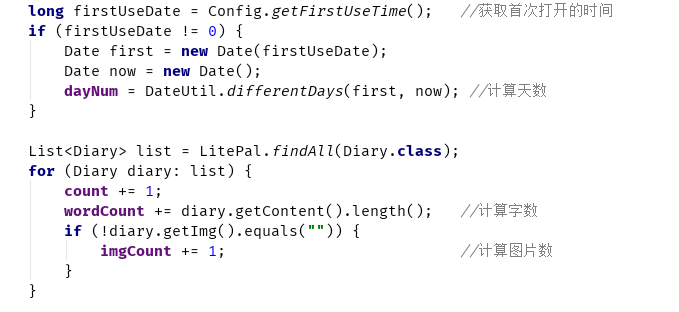 long firstUseDate = Config.getFirstUseTime();   //获取首次打开的时间
if (firstUseDate != 0) {
    Date first = new Date(firstUseDate);
    Date now = new Date();
    dayNum = DateUtil.differentDays(first, now); //计算天数
}

List<Diary> list = LitePal.findAll(Diary.class);
for (Diary diary: list) {
    count += 1;
    wordCount += diary.getContent().length();   //计算字数
    if (!diary.getImg().equals("")) {
        imgCount += 1;                          //计算图片数
    }
}